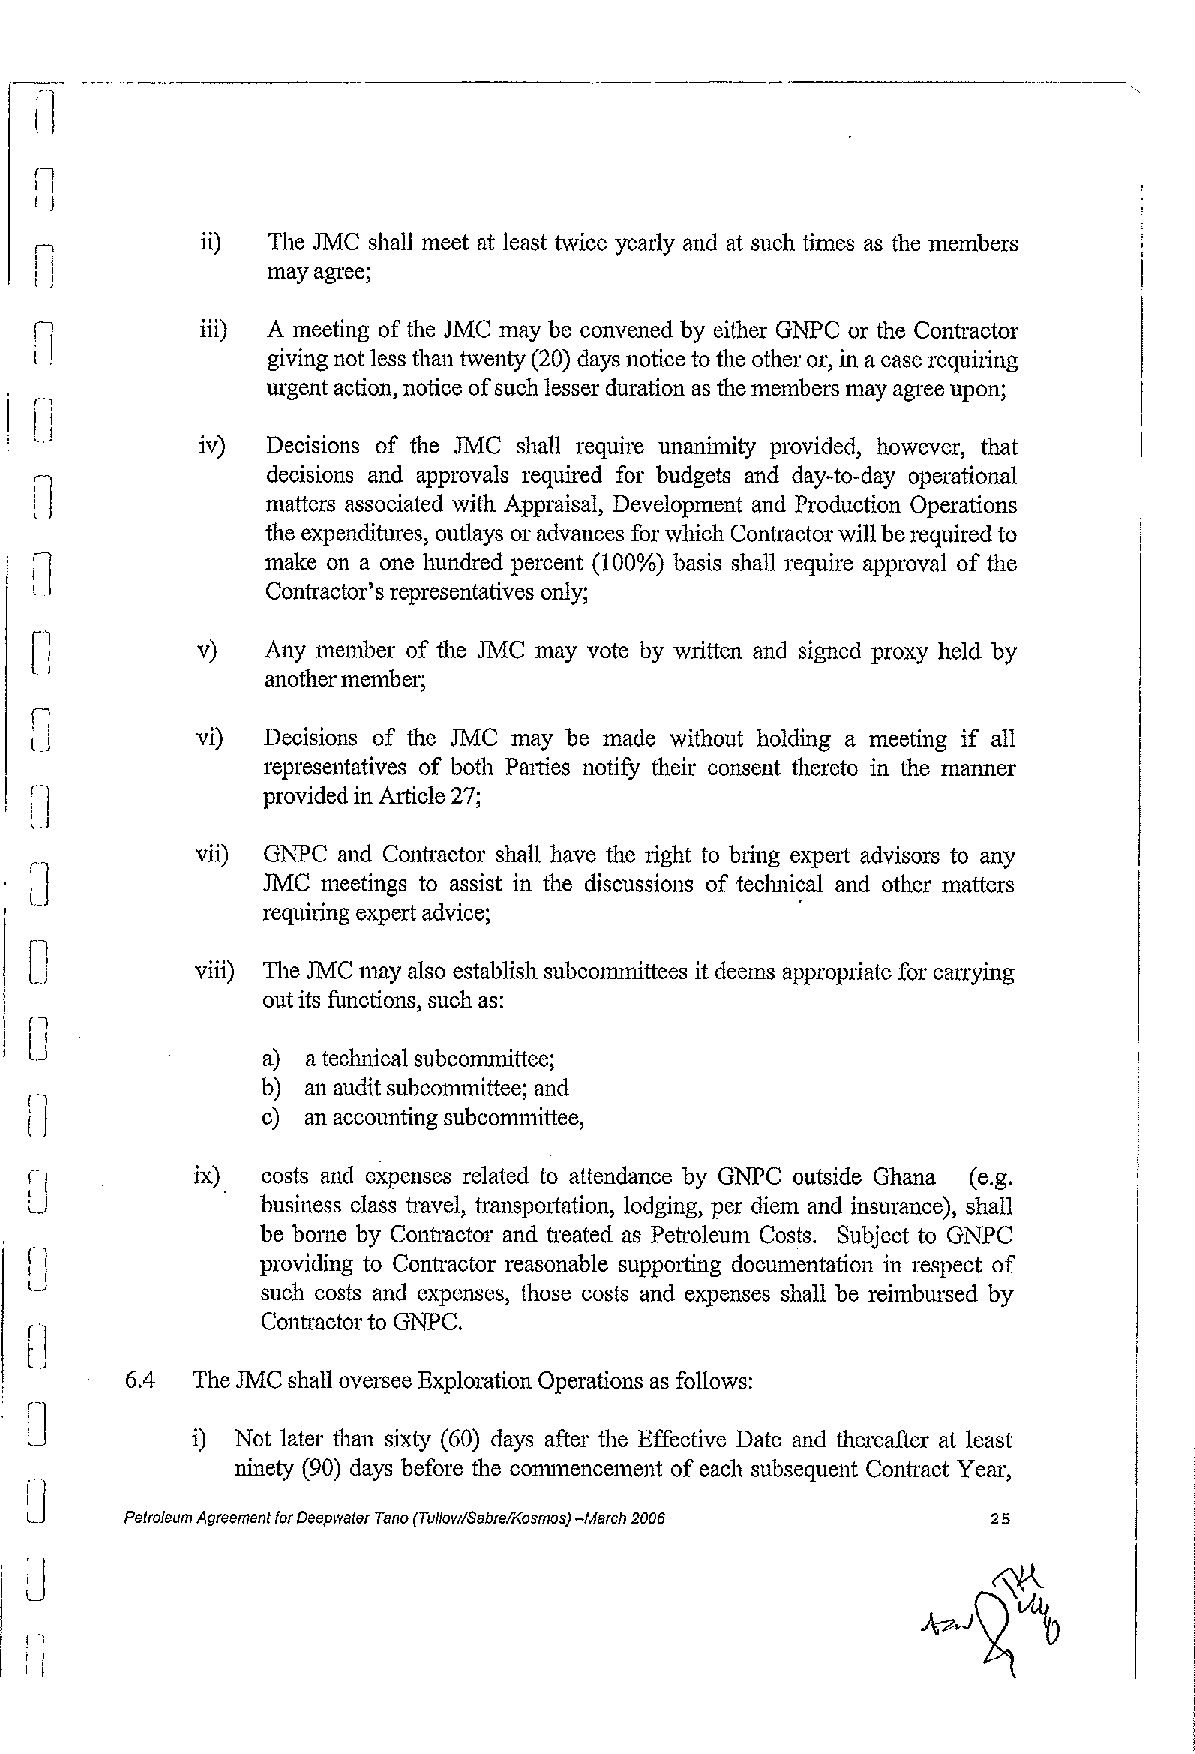 ii) The JMC shall meet at least twice yearly and at such times as the members
may agree;
iii) A meeting of the JMC may be convened by either GNPC or the Contractor
giving not less than twenty (20) days notice to the other or, in a case requiring
urgent action, notice of such lesser duration as the members may agree upon;
iv) Decisions of the JMC shall require unanimity provided, however, that
decisions and approvals required for budgets and day-to-day operational
matters associated with Appraisal, Development and Production Operations
the expenditures, outlays or advances for which Contractor will be required to
make on a one hundred percent (100%) basis shall require approval of the
Contractor's representatives only;
v) Any member of the JMC may vote by written and signed proxy held by
another member;
vi) Decisions of the JMC may be made without holding a meeting if all
representatives of both Parties notify their consent thereto in the manner
provided in Article 27;
vii) GNPC and Contractor shall have the right to bring expert advisors to any
JMC meetings to assist in the discussions of technical and other matters
requiring expert advice;
viii) The JMC may also establish subcommittees it deems appropriate for carrying
out its functions, such as:
a) a technical subcommittee;
b) an audit subcommittee; and
c) an accounting subcommittee,
ix) costs and expenses related to attendance by GNPC outside Ghana (e.g.
business class travel, transportation, lodging, per diem and insurance), shall
be borne by Contractor and treated as Petroleum Costs. Subject to GNPC
providing to Contractor reasonable supporting documentation in respect of
such costs and expenses, those costs and expenses shall be reimbursed by
Contractor to GNPC.
6.4 The JMC shall oversee Exploration Operations as follows:
i) Not later than sixty (60) days after the Effective Date and thereafter at least
ninety (90) days before the commencement of each subsequent Contract Year,
Petroleum Agreement for Deepwater Tano (Tullow/Sabre/Kosmos) –March 2006 25